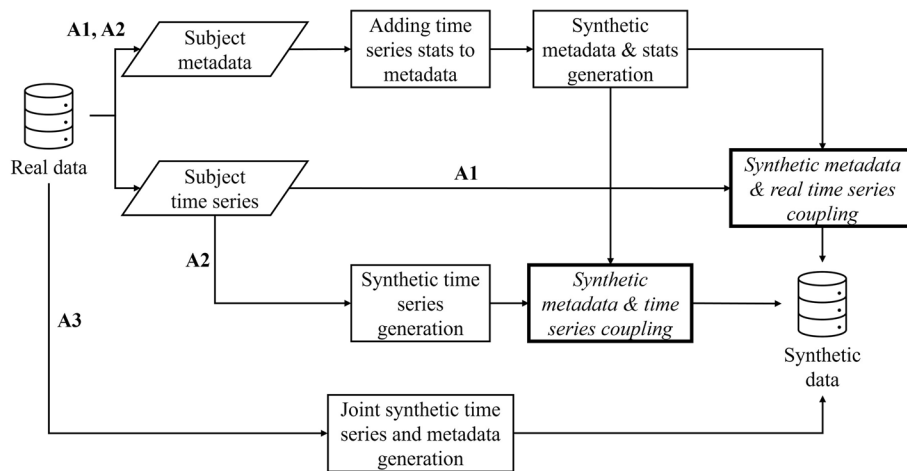 A1, A2
Subject
metadata
Adding time
series stats to
metadata
Synthetic
metadata & stats
generation
Real data
Subject
time series
A1
Synthetic metadata
& real time series
coupling
A2
Synthetic time
series
generation
Synthetic
metadata & time
series coupling
A3
Synthetic
data
Joint synthetic time
series and metadata
generation